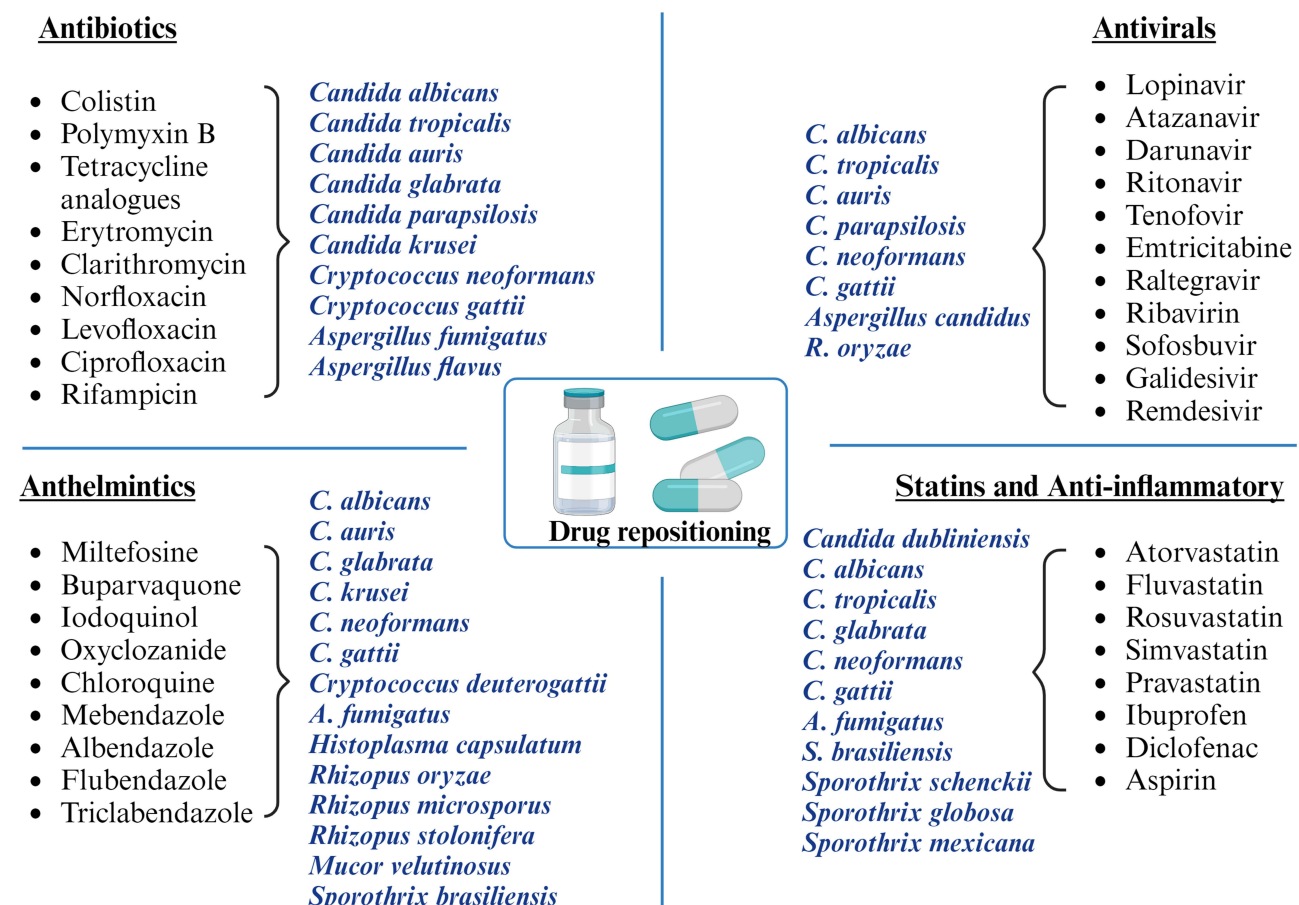 Antibiotics
Colistin
Polymyxin B
Tetracycline
analogues
Erytromycin
Clarithromycin
Norfloxacin
Levofloxacin
Ciprofloxacin
Rifampicin
Candida albicans
Candida tropicalis
Candida auris
Candida glabrata
Candida parapsilosis
Candida krusei
Cryptococcus neoformans
Cryptococcus gattii
Aspergillus fumigatus
Aspergillus flavus
Antivirals
C. albicans
C. tropicalis
C. auris
C. parapsilosis
C. neoformans
C. gattii
Aspergillus candidus
R. oryzae
Lopinavir
Atazanavir
Darunavir
Ritonavir
Tenofovir
Emtricitabine
Raltegravir
Ribavirin
Sofosbuvir
Galidesivir
Remdesivir
Drug repositioning
Anthelmintics
Miltefosine
Buparvaquone
Iodoquinol
Oxyclozanide
Chloroquine
Mebendazole
Albendazole
Flubendazole
Triclabendazole
C. albicans
C. auris
C. glabrata
C. krusei
C. neoformans
C. gattii
Cryptococcus deuterogattii
A. fumigatus
Histoplasma capsulatum
Rhizopus oryzae
Rhizopus microsporus
Rhizopus stolonifera
Mucor velutinosus
Sporothrix brasiliensis
Statins and Anti-inflammatory
Candida dubliniensis
C. albicans
C. tropicalis
C. glabrata
C. neoformans
C. gattii
A. fumigatus
S. brasiliensis
Sporothrix schenckii
Sporothrix globosa
Sporothrix mexicana
Atorvastatin
Fluvastatin
Rosuvastatin
Simvastatin
Pravastatin
Ibuprofen
Diclofenac
Aspirin